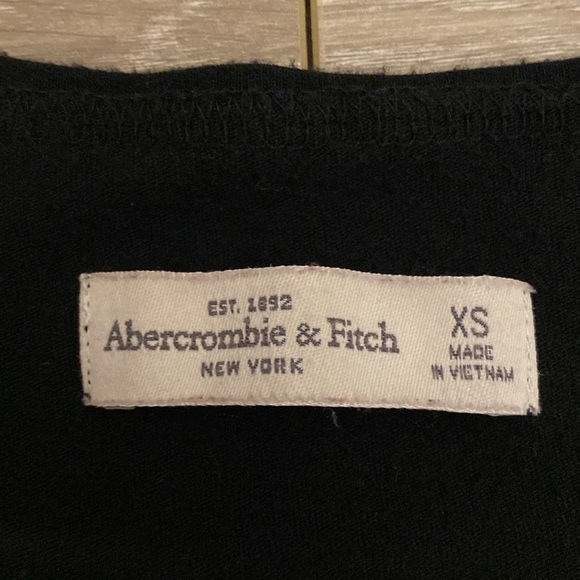 EST. 1892
Abercrombie & Fitch
NEW YORK
XS
MADE
IN VIETNAM